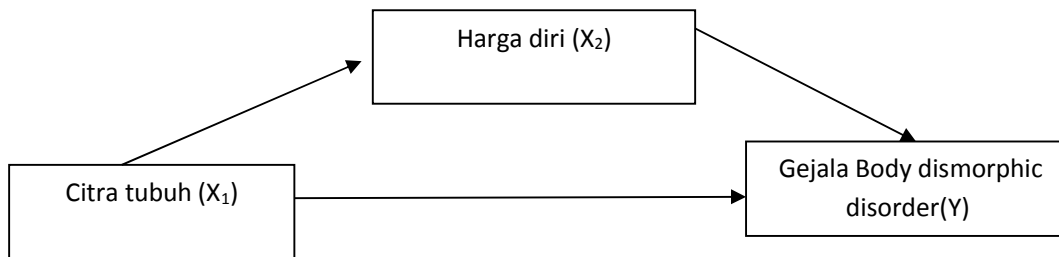 Harga diri (X₂)
Citra tubuh (X₁)
Gejala Body dismorphic
disorder(Y)